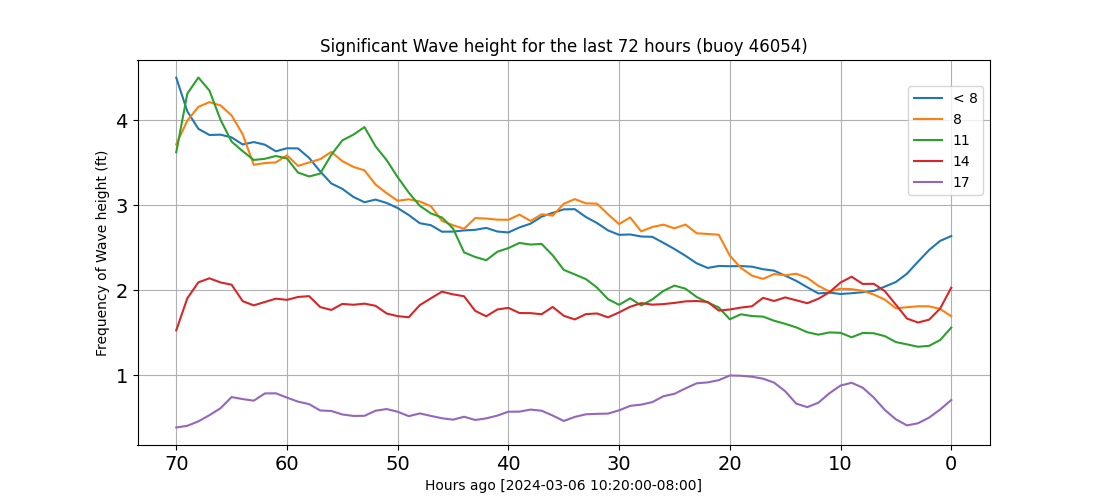 Significant Wave height for the last 72 hours (buoy 46054)
Frequency of Wave height (ft)
4
3
2
1
< 8
8
11
14
17
70 60 50 40 30 20 10 0
Hours ago [2024-03-06 10:20:00-08:00]